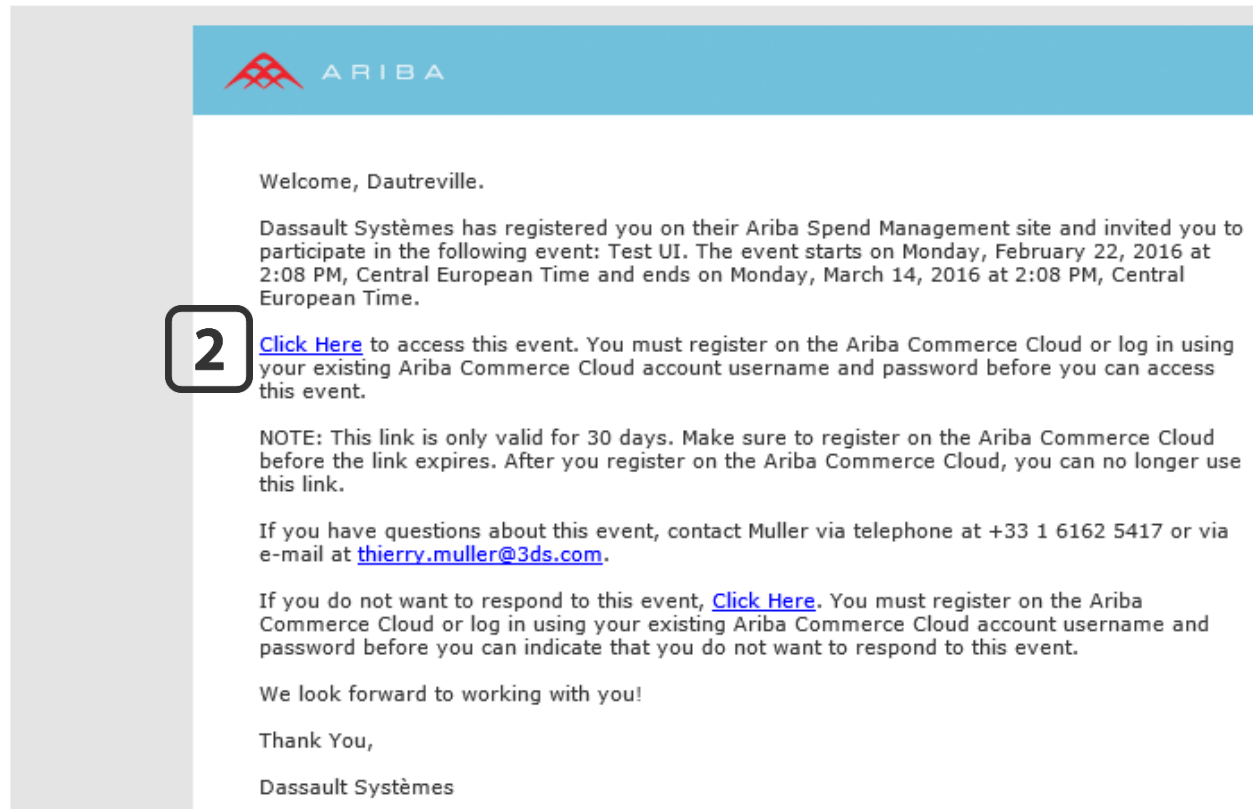 ARIBA
Welcome, Dautreville.
Dassault Systèmes has registered you on their Ariba Spend Management site and invited you to
participate in the following event: Test UI. The event starts on Monday, February 22, 2016 at
2:08 PM, Central European Time and ends on Monday, March 14, 2016 at 2:08 PM, Central
European Time.
2
Click Here to access this event. You must register on the Ariba Commerce Cloud or log in using
your existing Ariba Commerce Cloud account username and password before you can access
this event.
NOTE: This link is only valid for 30 days. Make sure to register on the Ariba Commerce Cloud
before the link expires. After you register on the Ariba Commerce Cloud, you can no longer use
this link.
If you have questions about this event, contact Muller via telephone at +33 1 6162 5417 or via
e-mail at thierry.muller@3ds.com.
If you do not want to respond to this event, Click Here. You must register on the Ariba
Commerce Cloud or log in using your existing Ariba Commerce Cloud account username and
password before you can indicate that you do not want to respond to this event.
We look forward to working with you!
Thank You,
Dassault Systèmes